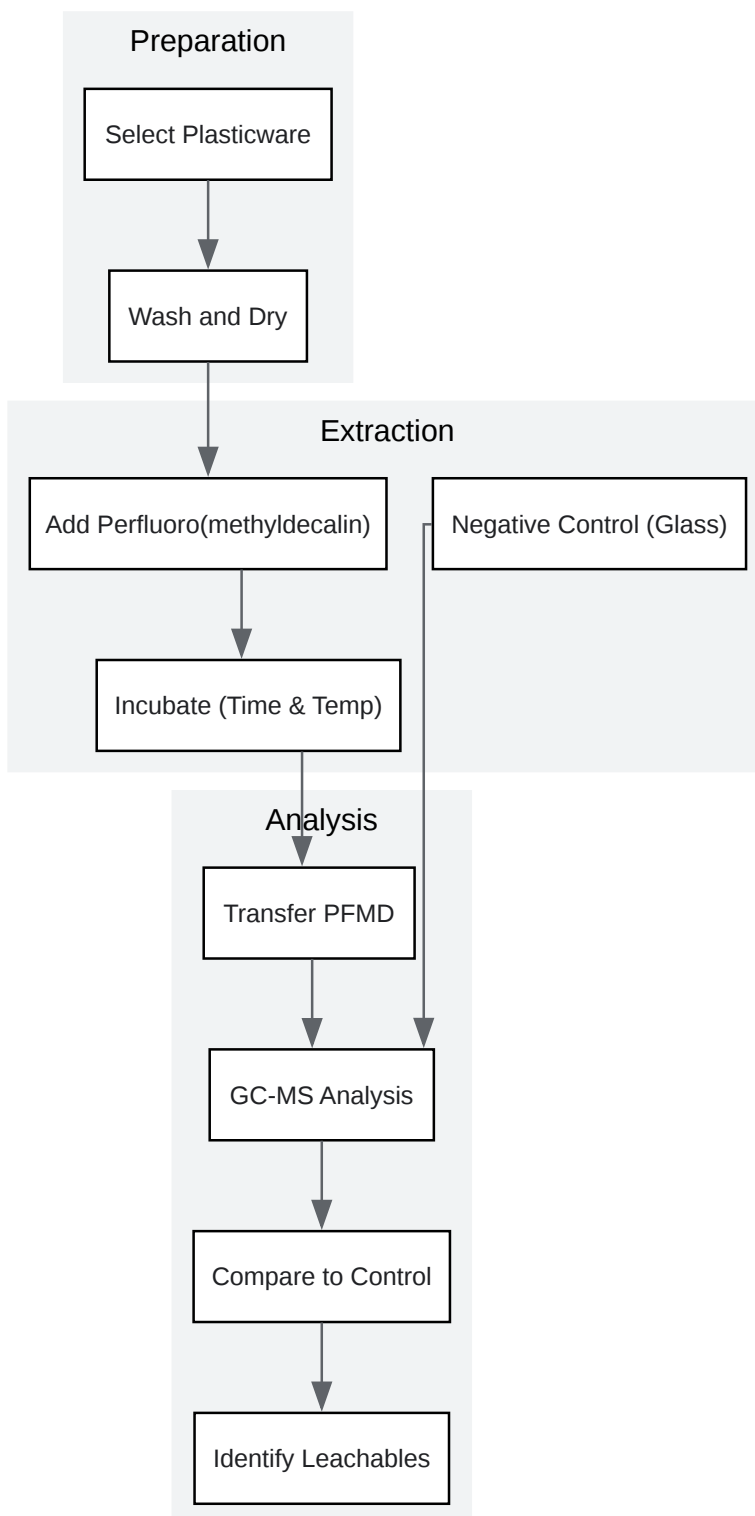 Preparation
Select Plasticware
Wash and Dry
Extraction
Add Perfluoro(methyldecalin)
Negative Control (Glass)
Incubate (Time & Temp)
Analysis
Transfer PFMD
GC-MS Analysis
Compare to Control
Identify Leachables